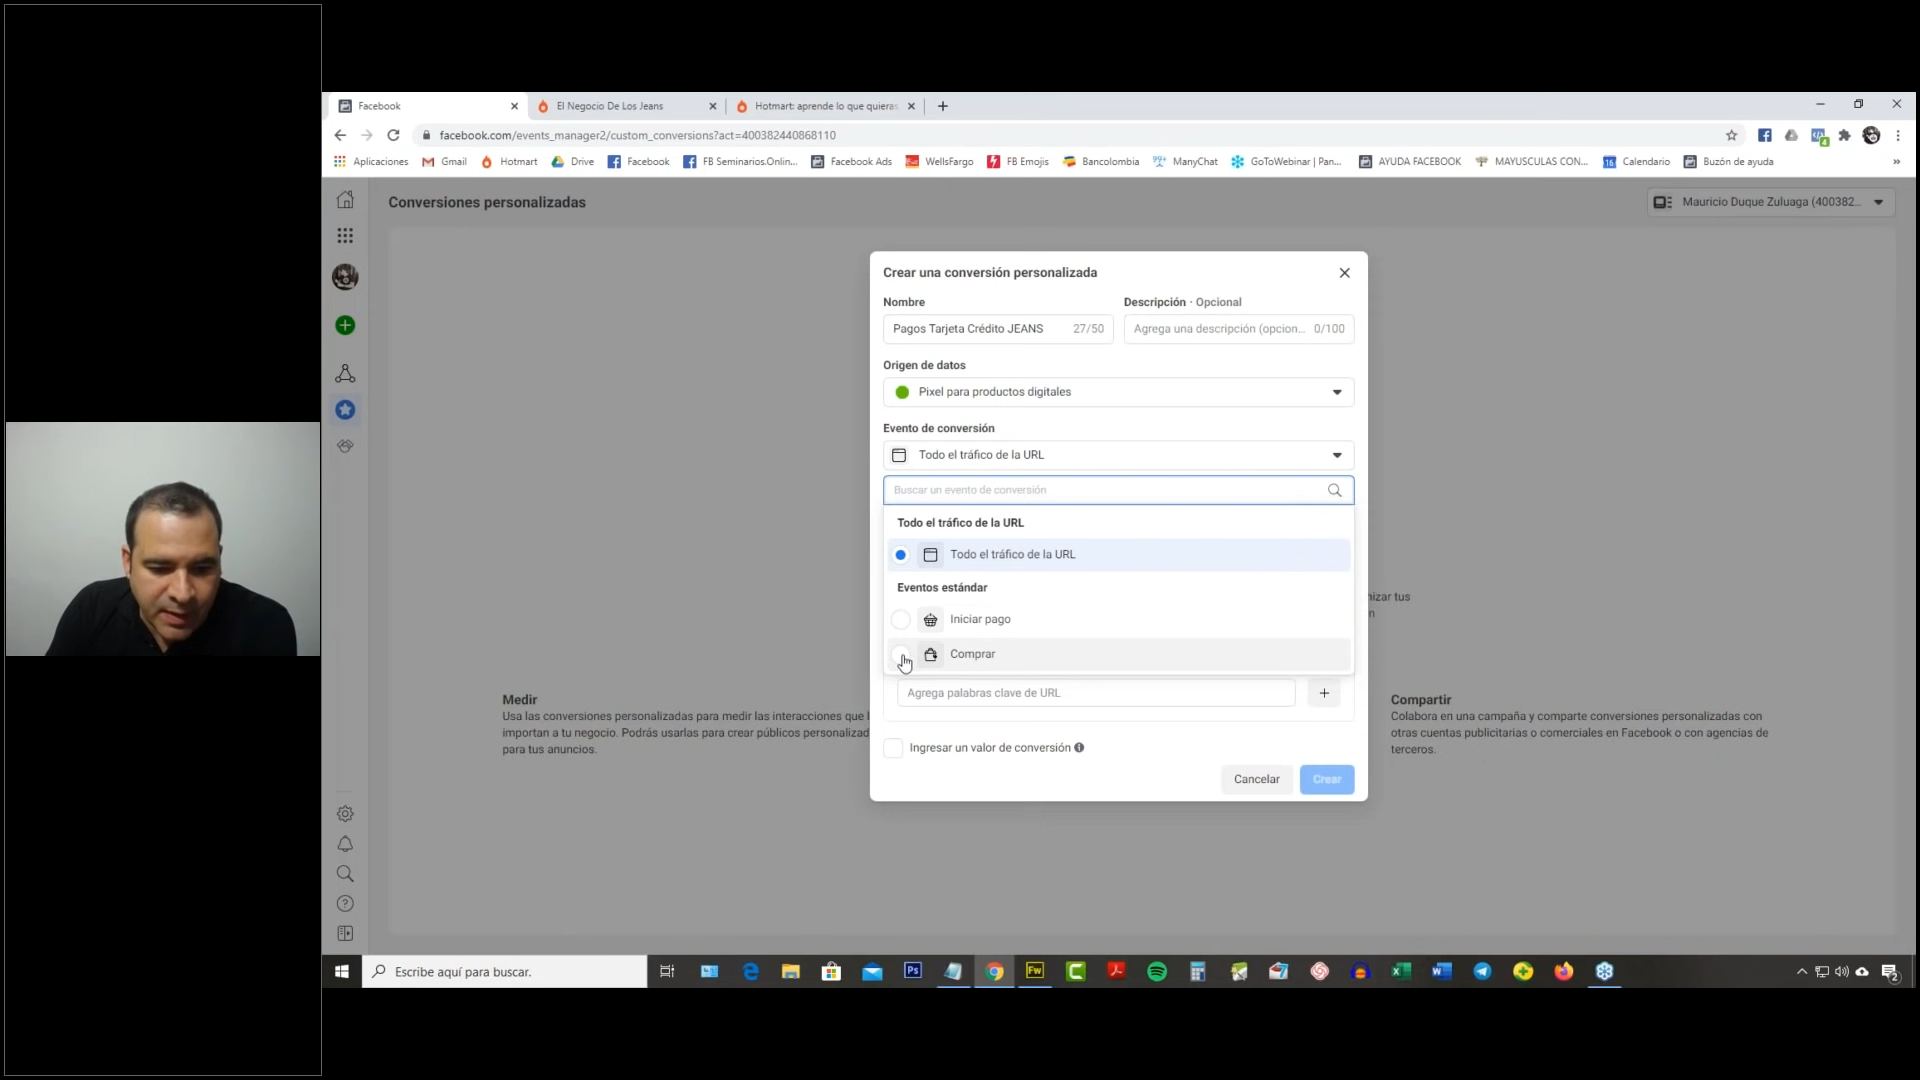 Facebook
El Negocio De Los Jeans
Hotmart: aprende lo que quieras
facebook.com/events_manager2/custom_conversions?act=400382440868110
Aplicaciones
Gmail
Hotmart
Drive
Facebook
FB Seminarios.Onlin...
Facebook Ads
WellsFargo
FB Emojis
Bancolombia
ManyChat
GoToWebinar | Pan...
AYUDA FACEBOOK
MAYUSCULAS CON...
Calendario
Buzón de ayuda
»
Conversiones personalizadas
Mauricio Duque Zuluaga (400382...
Crear una conversión personalizada
Nombre
Descripción · Opcional
Pagos Tarjeta Crédito JEANS 27/50
Agrega una descripción (opcion... 0/100
Origen de datos
Pixel para productos digitales
Evento de conversión
Todo el tráfico de la URL
Buscar un evento de conversión
Todo el tráfico de la URL
Todo el tráfico de la URL
Eventos estándar
Iniciar pago
Comprar
Agrega palabras clave de URL
Ingresar un valor de conversión
Cancelar
Crear
Medir
Usa las conversiones personalizadas para medir las interacciones que
importan a tu negocio. Podrás usarlas para crear públicos personalizad
para tus anuncios.
Compartir
Colabora en una campaña y comparte conversiones personalizadas con
otras cuentas publicitarias o comerciales en Facebook o con agencias de
terceros.
Escribe aquí para buscar.
Ps
Fw
2